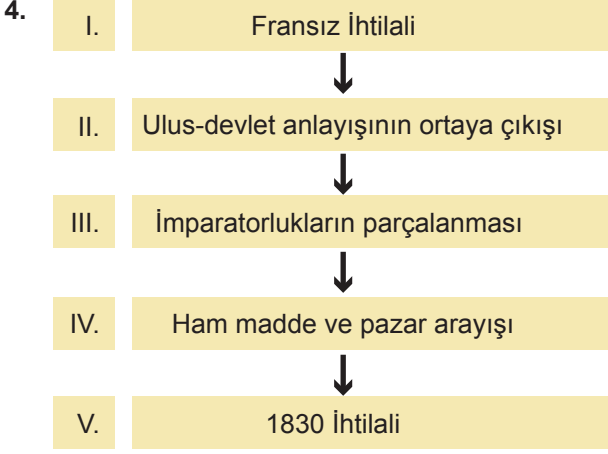 4.
I. Fransız İhtilali
II. Ulus-devlet anlayışının ortaya çıkışı
III. İmparatorlukların parçalanması
IV. Ham madde ve pazar arayışı
V. 1830 İhtilali